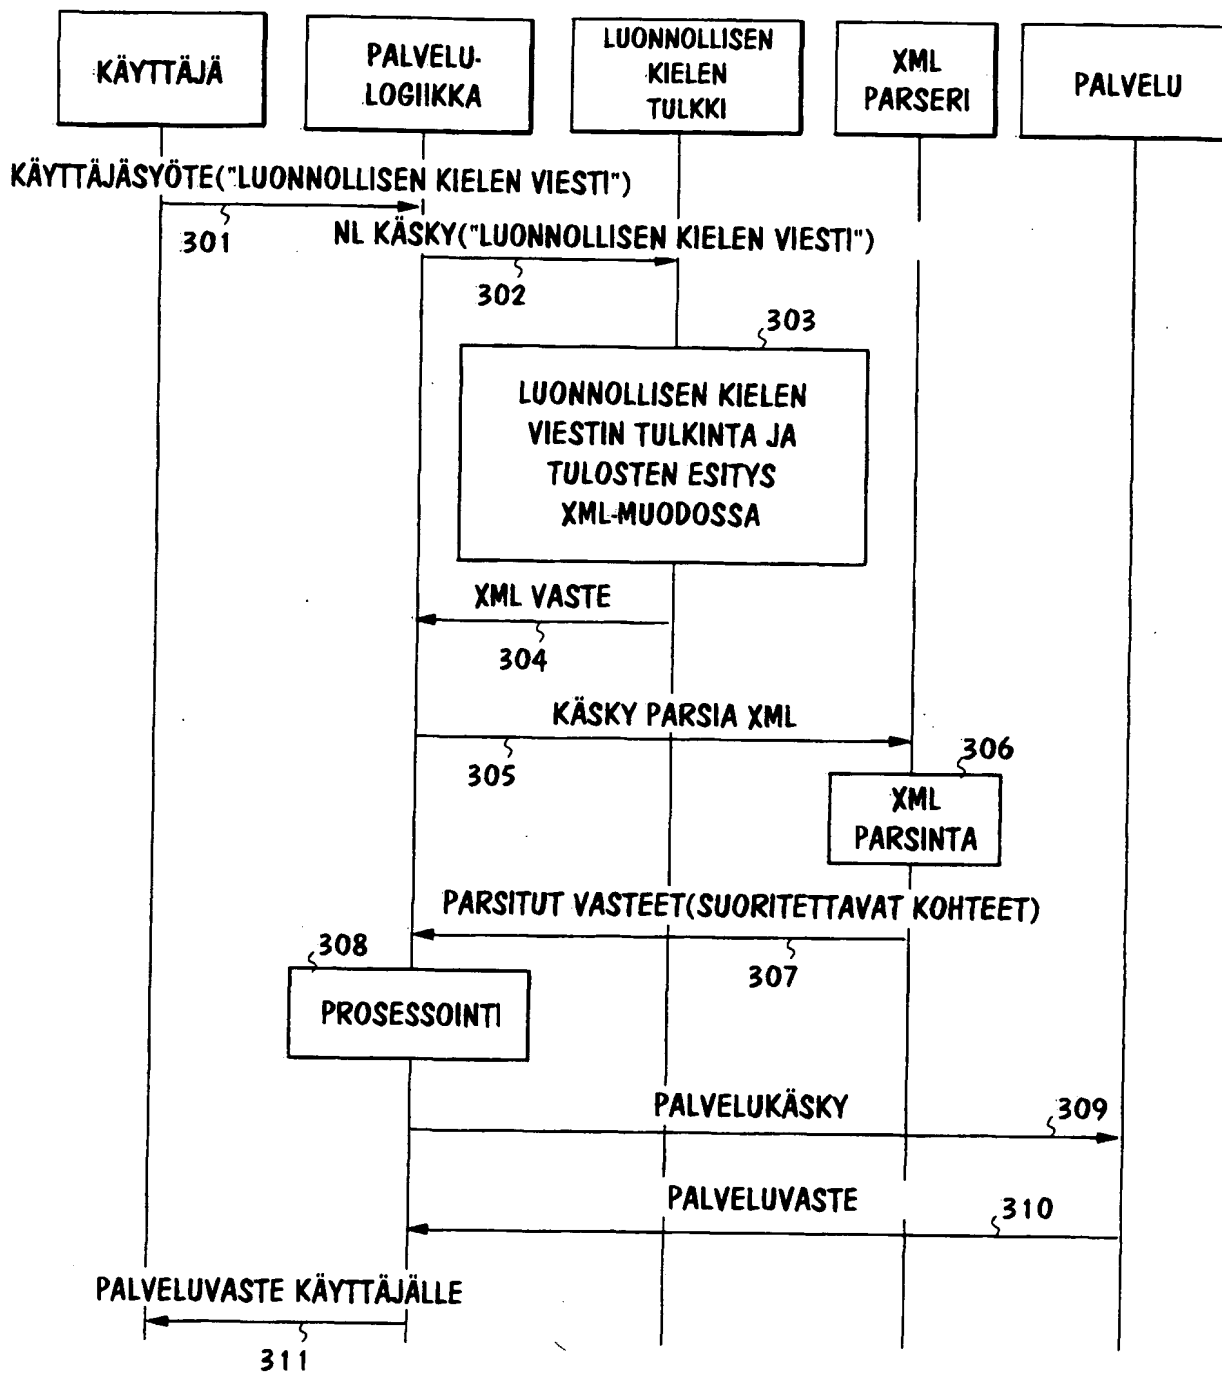 KÄYTTÄJÄ
PALVELU-
LOGIIKKA
LUONNOLLISEN
KIELEN
TULKKI
XML
PARSERI
PALVELU
KÄYTTÄJÄSYÖTE("LUONNOLLISEN KIELEN VIESTI")
301
NL KÄSKY("LUONNOLLISEN KIELEN VIESTI")
302
303
LUONNOLLISEN KIELEN
VIESTIN TULKINTA JA
TULOSTEN ESITYS
XML-MUODOSSA
XML VASTE
304
KÄSKY PARSIA XML
305
306
XML
PARSINTA
PARSITUT VASTEET(SUORITETTAVAT KOHTEET)
307
308
PROSESSOINTI
PALVELUKÄSKY
309
PALVELUVASTE
310
PALVELUVASTE KÄYTTÄJÄLLE
311